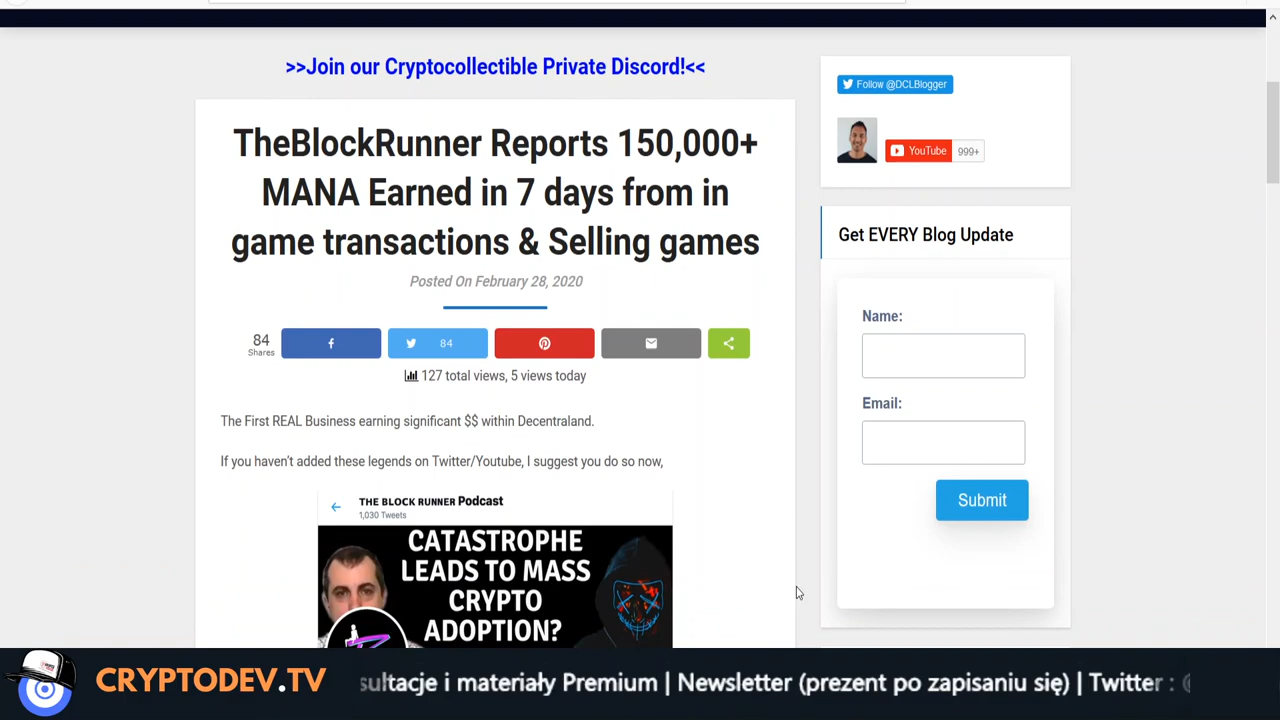 >>Join our Cryptocollectible Private Discord!<<
TheBlockRunner Reports 150,000+
MANA Earned in 7 days from in
game transactions & Selling games
Posted On February 28, 2020
84
Shares
84
127 total views, 5 views today
The First REAL Business earning significant $$ within Decentraland.
If you haven't added these legends on Twitter/Youtube, I suggest you do so now,
THE BLOCK RUNNER Podcast
1,030 Tweets
CATASTROPHE
LEADS TO MASS
CRYPTO
ADOPTION?
Follow @DCLBlogger
YouTube 999+
Get EVERY Blog Update
Name:
Email:
Submit
CRYPTODEV.TV
sultacje i materiały Premium | Newsletter (prezent po zapisaniu się) | Twitter :